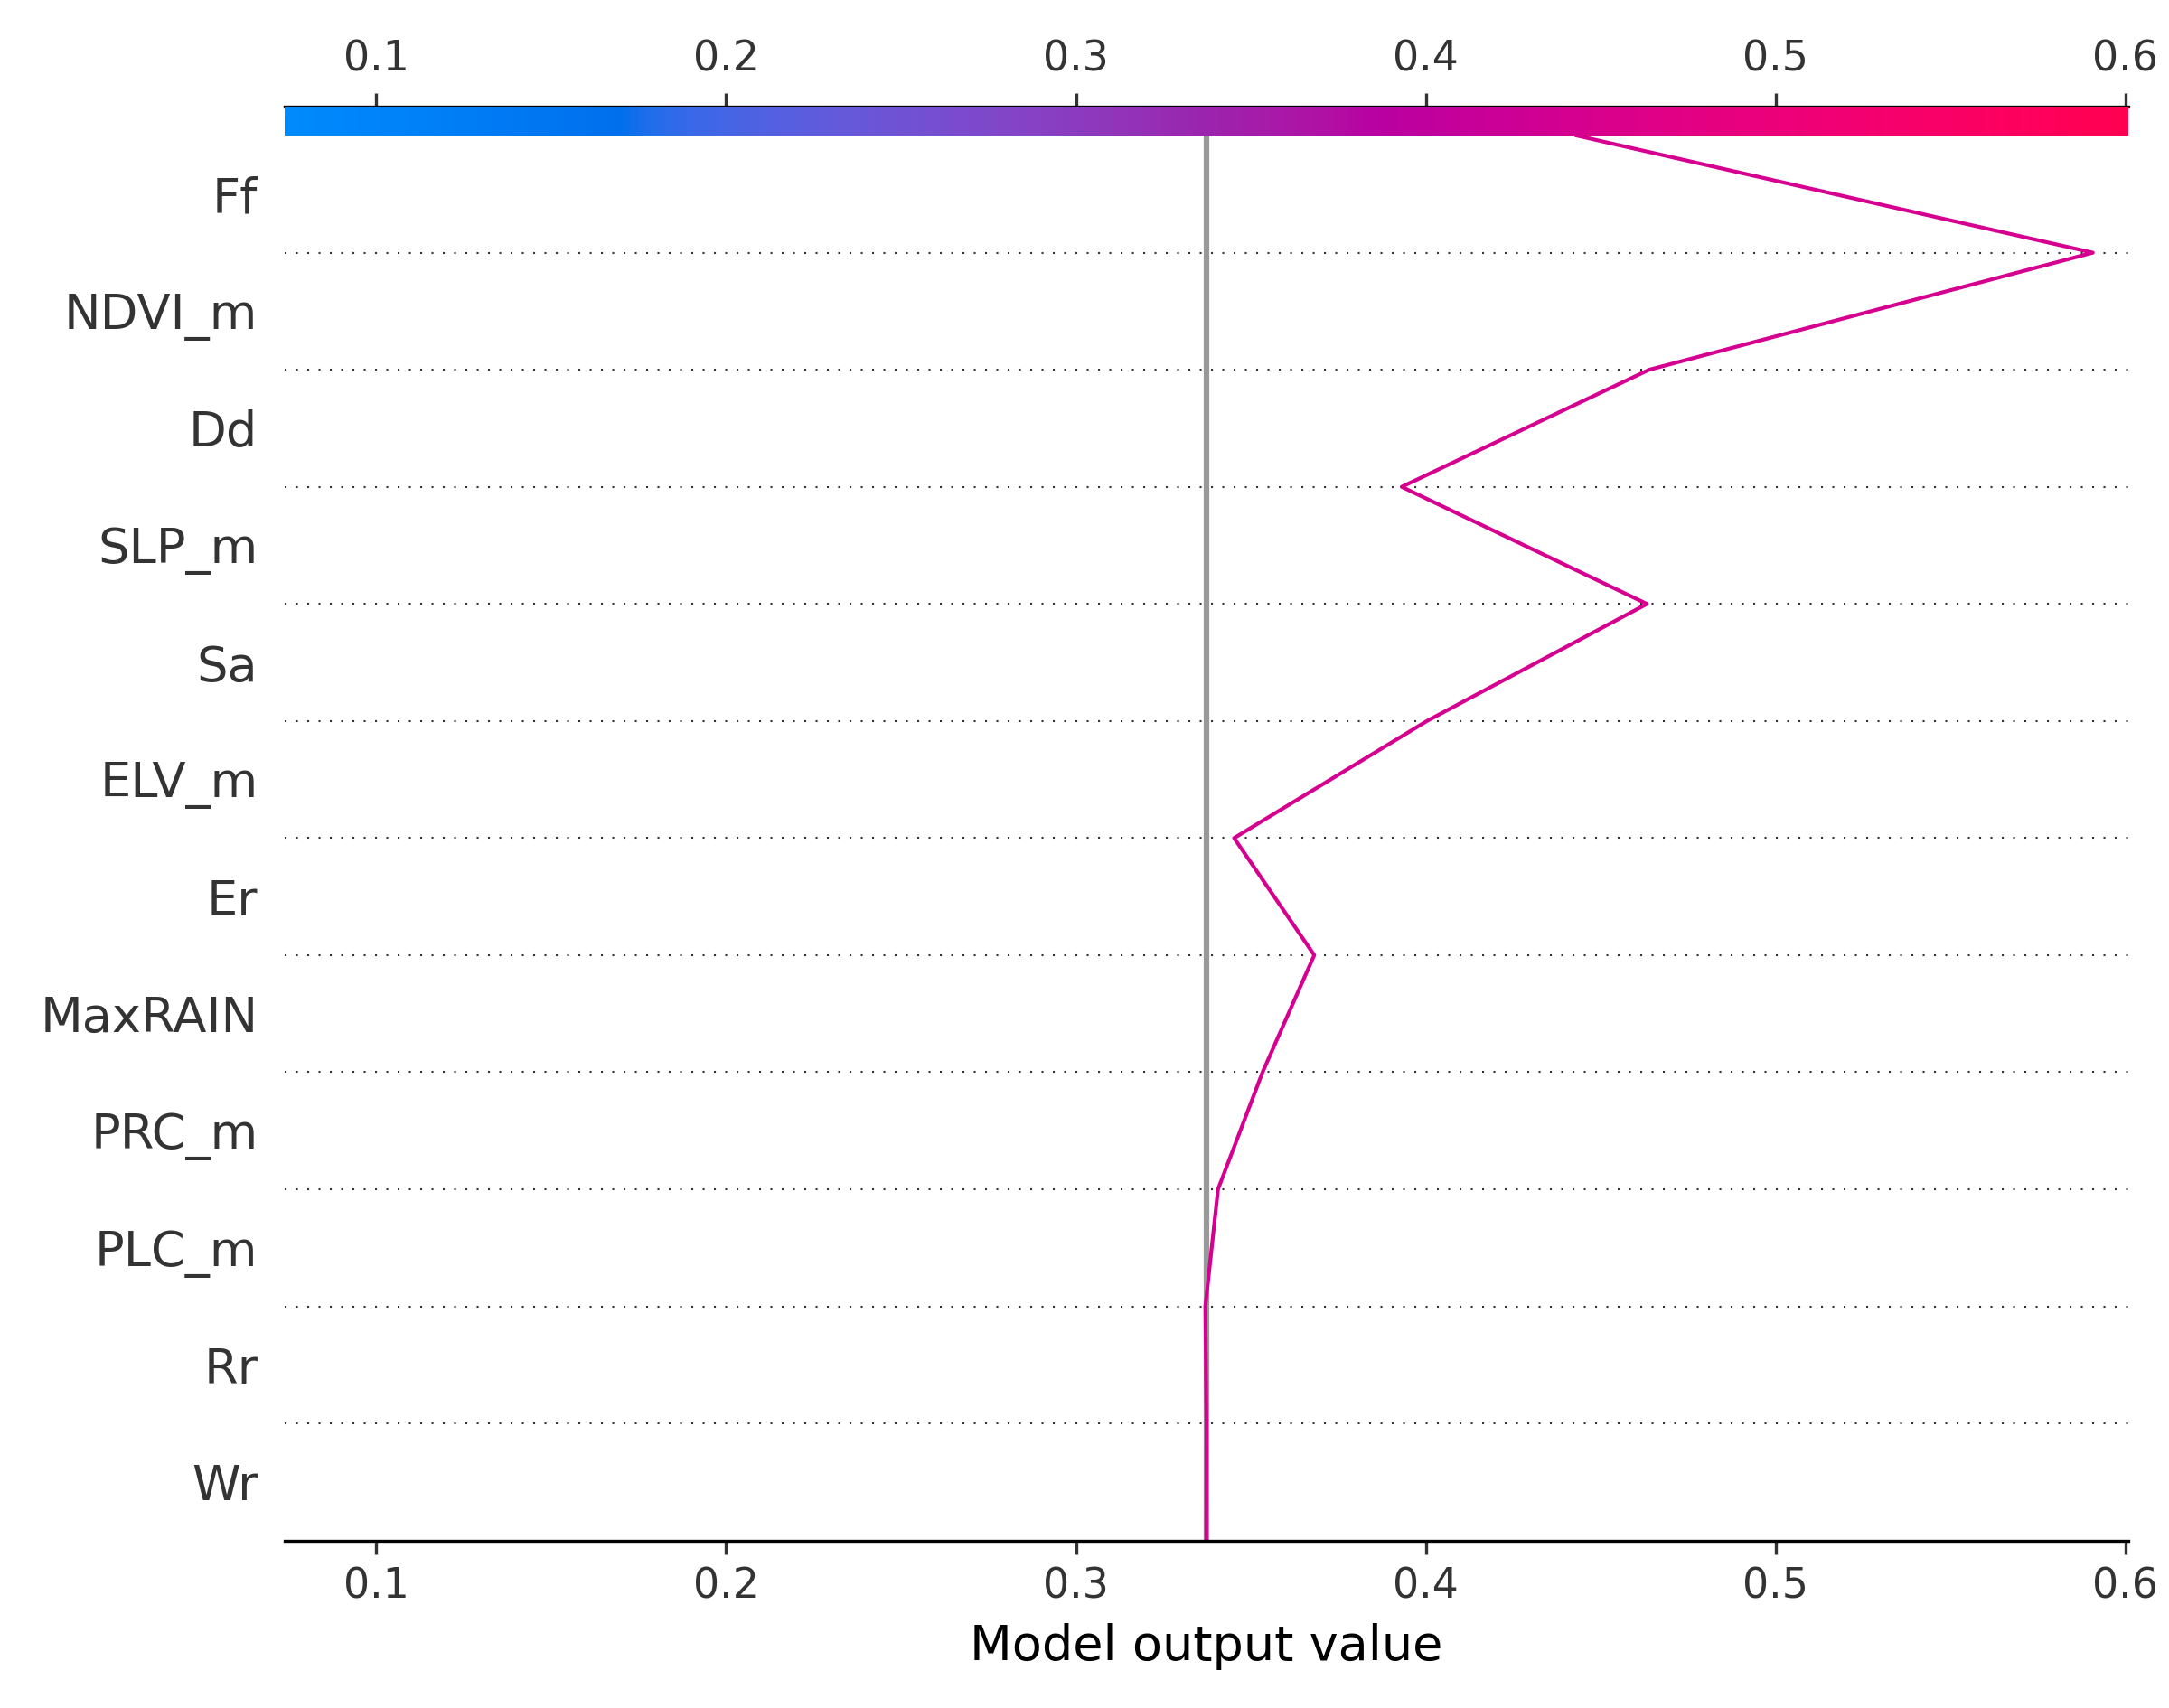 0.1 0.2 0.3 0.4 0.5 0.6
Ff
NDVI_m
Dd
SLP_m
Sa
ELV_m
Er
MaxRAIN
PRC_m
PLC_m
Rr
Wr
0.1 0.2 0.3 0.4 0.5 0.6
Model output value